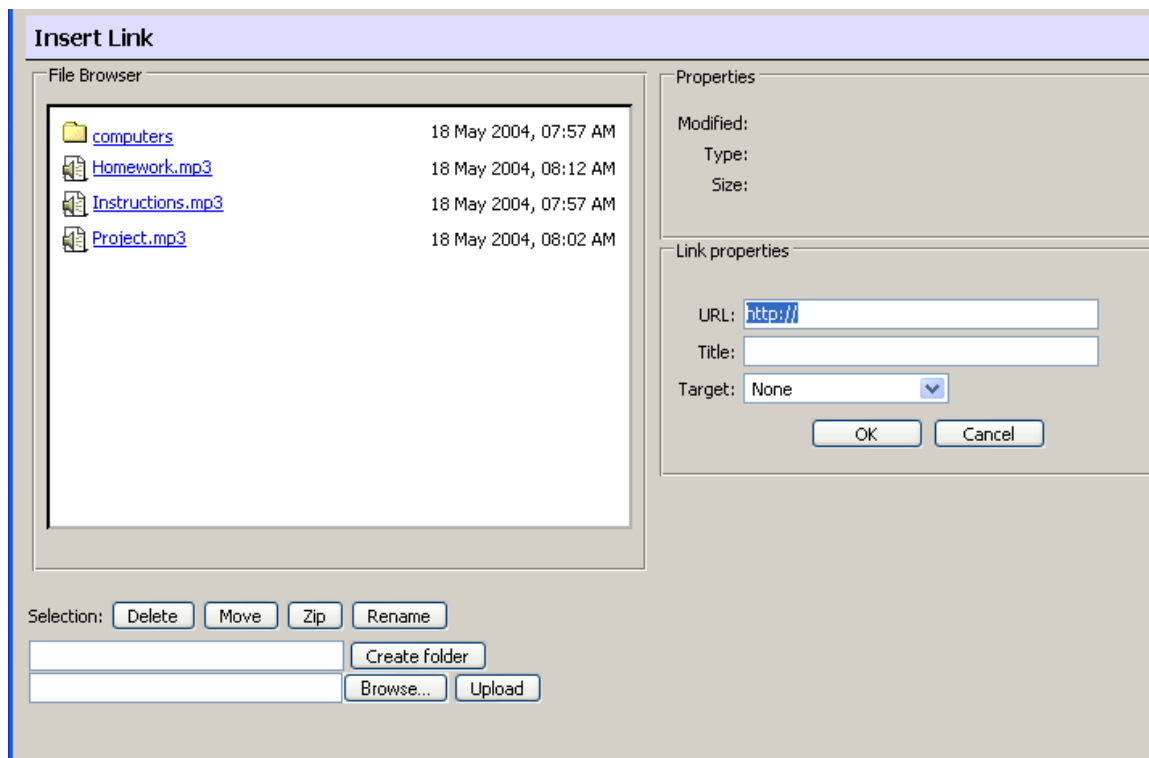 Insert Link
File Browser
computers 18 May 2004, 07:57 AM
Homework.mp3 18 May 2004, 08:12 AM
Instructions.mp3 18 May 2004, 07:57 AM
Project.mp3 18 May 2004, 08:02 AM
Properties
Modified:
Type:
Size:
Link properties
URL: http://
Title:
Target: None
OK Cancel
Selection: Delete Move Zip Rename
Create folder
Browse... Upload